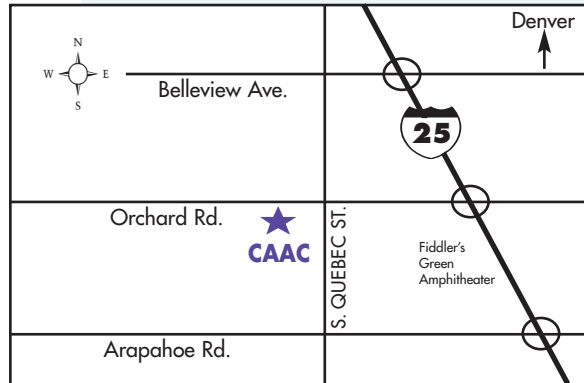 Denver
N
W E
S
Belleview Ave.
25
Orchard Rd.
CAAC
S. QUEBEC ST.
Fiddler's
Green
Amphitheater
Arapahoe Rd.